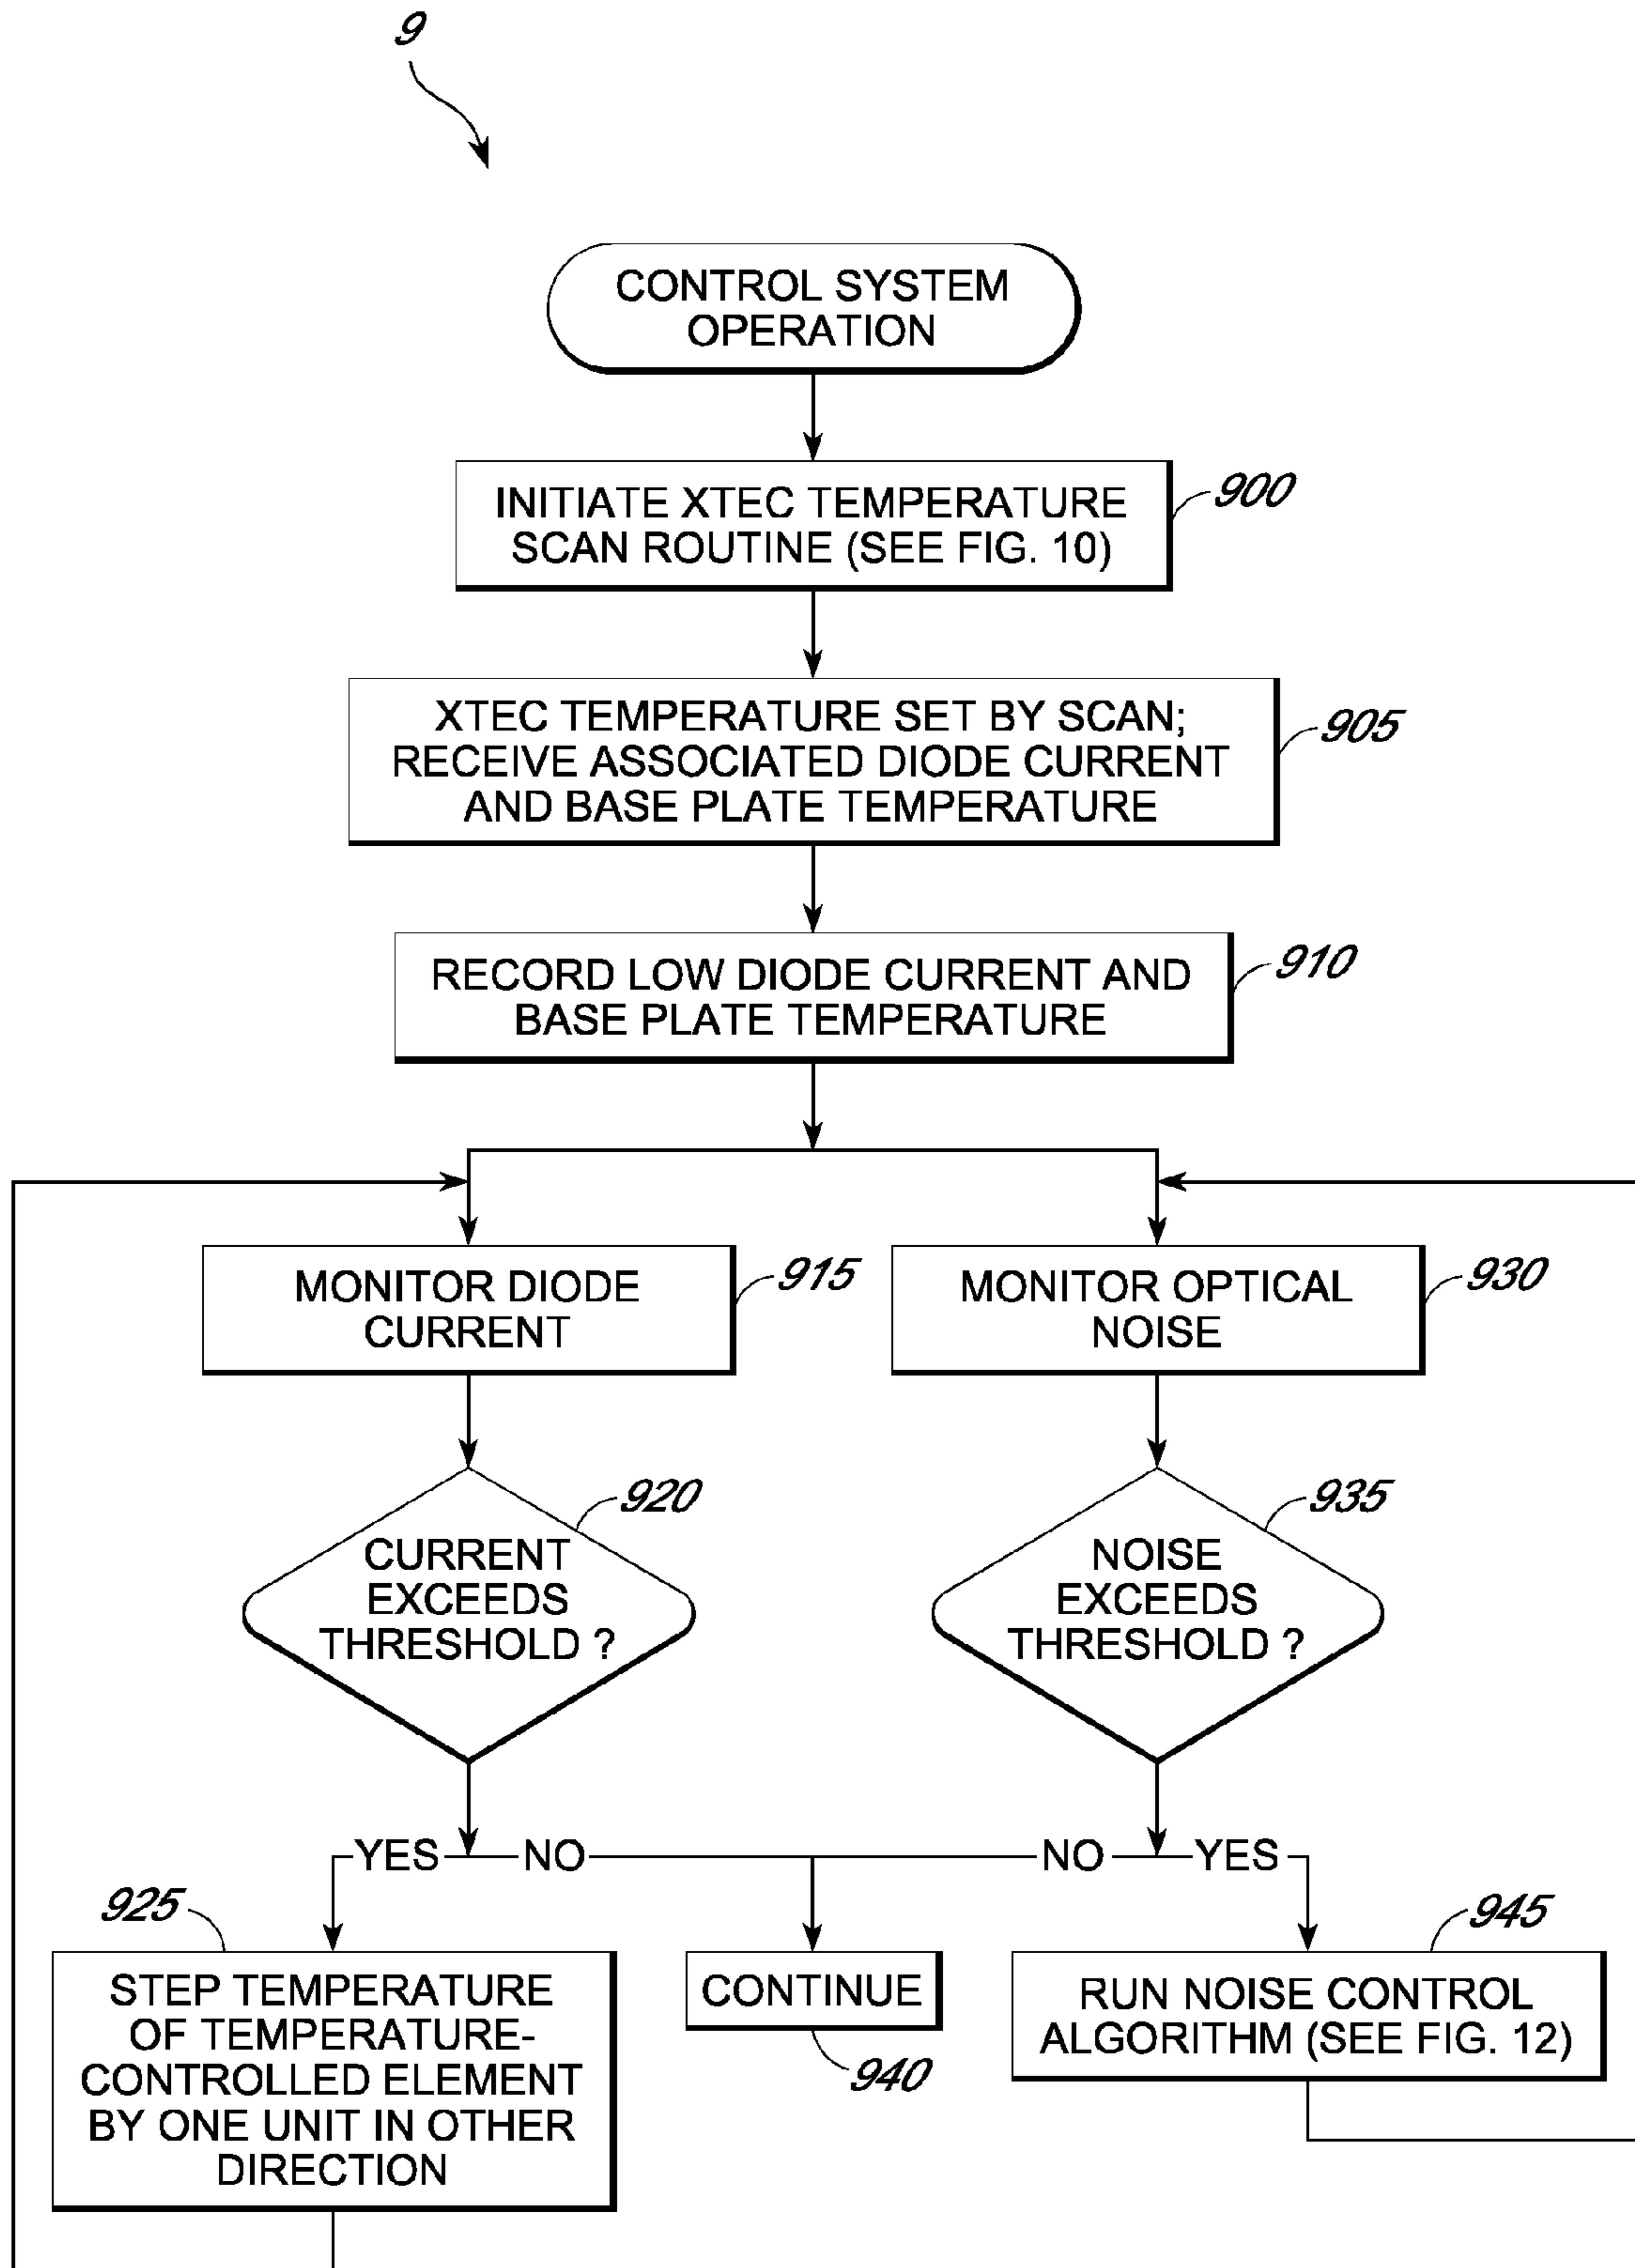 9
CONTROL SYSTEM
OPERATION
INITIATE XTEC TEMPERATURE
SCAN ROUTINE (SEE FIG. 10)
900
XTEC TEMPERATURE SET BY SCAN;
RECEIVE ASSOCIATED DIODE CURRENT
AND BASE PLATE TEMPERATURE
905
RECORD LOW DIODE CURRENT AND
BASE PLATE TEMPERATURE
910
MONITOR DIODE
CURRENT
915
MONITOR OPTICAL
NOISE
930
920
CURRENT
EXCEEDS
THRESHOLD ?
935
NOISE
EXCEEDS
THRESHOLD ?
YES
NO
NO
YES
925
STEP TEMPERATURE
OF TEMPERATURE-
CONTROLLED ELEMENT
BY ONE UNIT IN OTHER
DIRECTION
CONTINUE
940
945
RUN NOISE CONTROL
ALGORITHM (SEE FIG. 12)